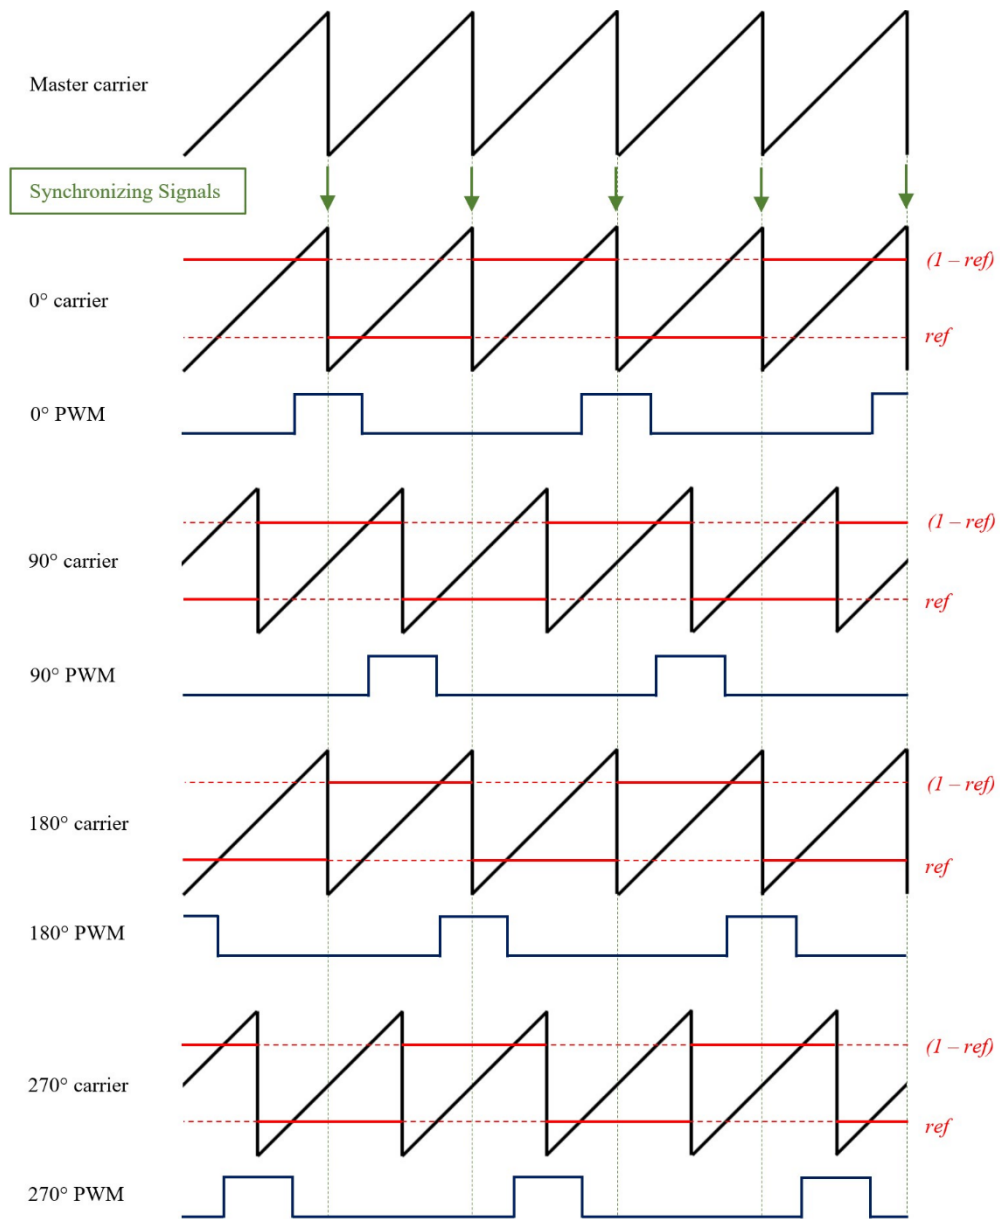 Master carrier
Synchronizing Signals
(1 – ref)
0° carrier
ref
0° PWM
(1 – ref)
90° carrier
ref
90° PWM
(1 – ref)
180° carrier
ref
180° PWM
(1 – ref)
270° carrier
ref
270° PWM